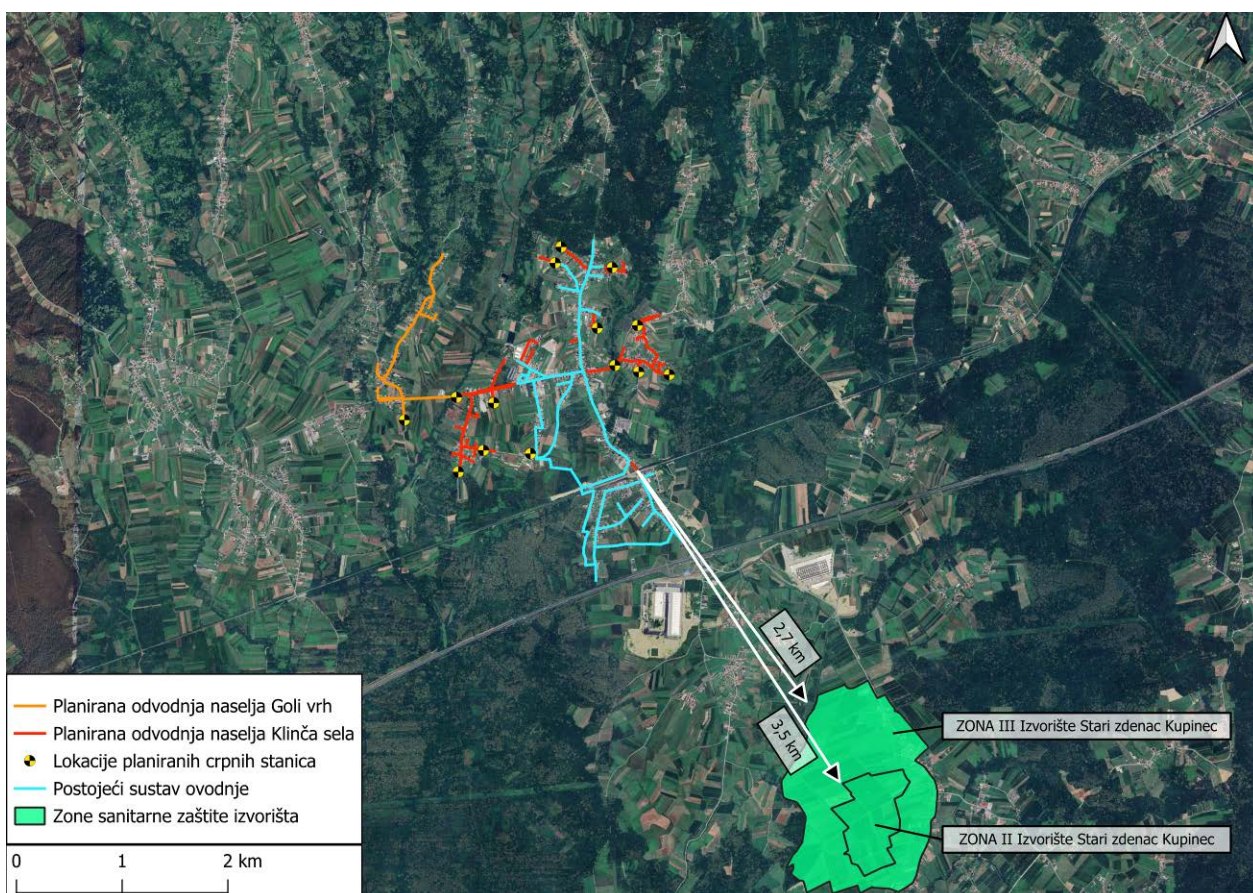 2,7 km
3,5 km
ZONA III Izvorište Stari zdenac Kupinec
ZONA II Izvorište Stari zdenac Kupinec
Planirana odvodnja naselja Goli vrh
Planirana odvodnja naselja Klinča sela
Lokacije planiranih crpnih stanica
Postojeći sustav ovodnje
Zone sanitarne zaštite izvorišta
0 1 2 km